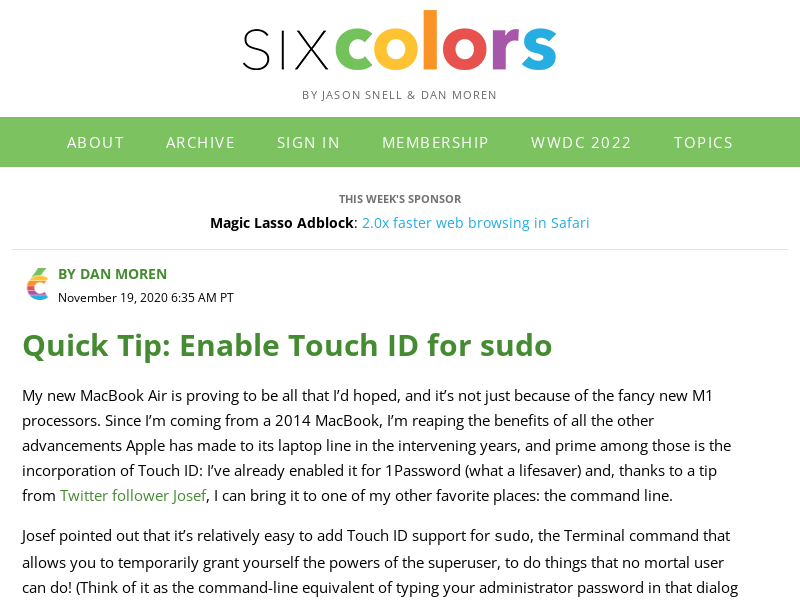 SIXcolors
BY JASON SNELL & DAN MOREN
ABOUT ARCHIVE SIGN IN MEMBERSHIP WWDC 2022 TOPICS
THIS WEEK'S SPONSOR
Magic Lasso Adblock: 2.0x faster web browsing in Safari
BY DAN MOREN
November 19, 2020 6:35 AM PT
Quick Tip: Enable Touch ID for sudo
My new MacBook Air is proving to be all that I’d hoped, and it’s not just because of the fancy new M1
processors. Since I’m coming from a 2014 MacBook, I’m reaping the benefits of all the other
advancements Apple has made to its laptop line in the intervening years, and prime among those is the
incorporation of Touch ID: I’ve already enabled it for 1Password (what a lifesaver) and, thanks to a tip
from Twitter follower Josef, I can bring it to one of my other favorite places: the command line.
Josef pointed out that it’s relatively easy to add Touch ID support for sudo, the Terminal command that
allows you to temporarily grant yourself the powers of the superuser, to do things that no mortal user
can do! (Think of it as the command-line equivalent of typing your administrator password in that dialog